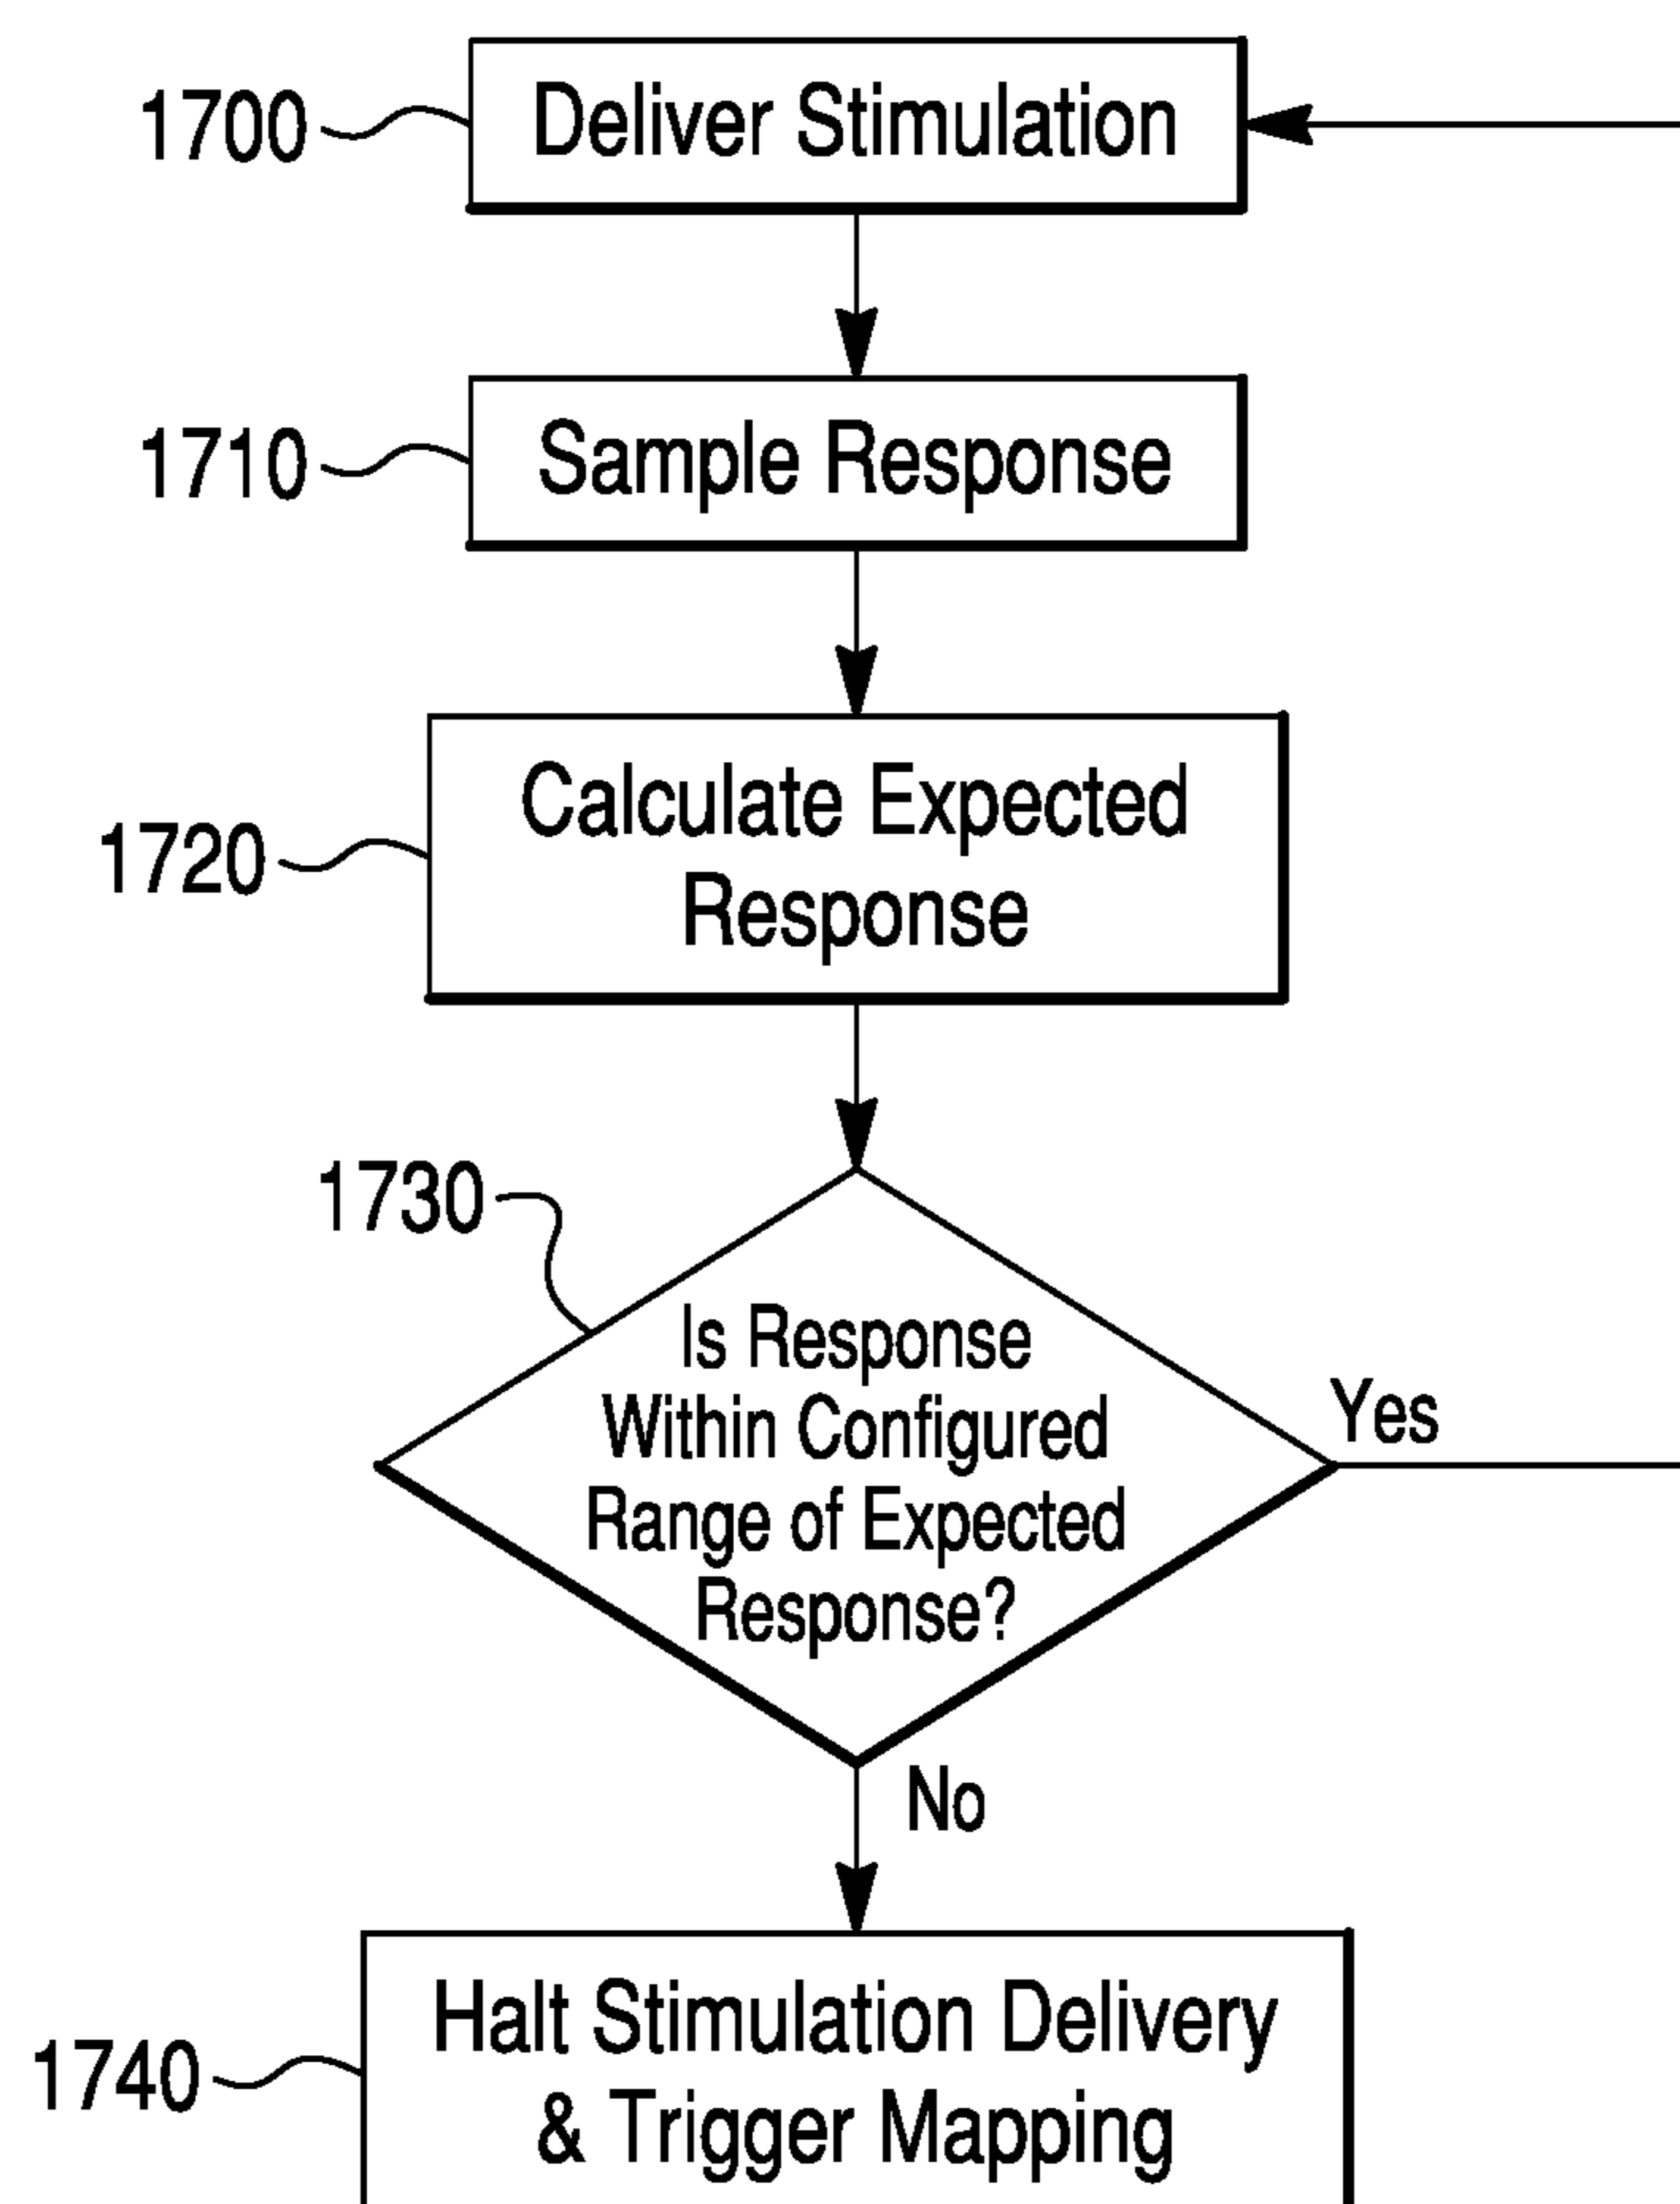 1700
Deliver Stimulation
1710
Sample Response
1720
Calculate Expected
Response
1730
Is Response
Within Configured
Range of Expected
Response?
Yes
No
1740
Halt Stimulation Delivery
& Trigger Mapping